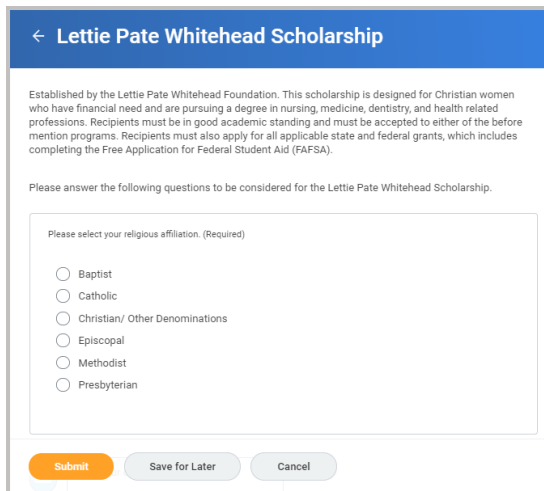 ← Lettie Pate Whitehead Scholarship
Established by the Lettie Pate Whitehead Foundation. This scholarship is designed for Christian women
who have financial need and are pursuing a degree in nursing, medicine, dentistry, and health related
professions. Recipients must be in good academic standing and must be accepted to either of the before
mention programs. Recipients must also apply for all applicable state and federal grants, which includes
completing the Free Application for Federal Student Aid (FAFSA).
Please answer the following questions to be considered for the Lettie Pate Whitehead Scholarship.
Please select your religious affiliation. (Required)
Baptist
Catholic
Christian/ Other Denominations
Episcopal
Methodist
Presbyterian
Submit Save for Later Cancel